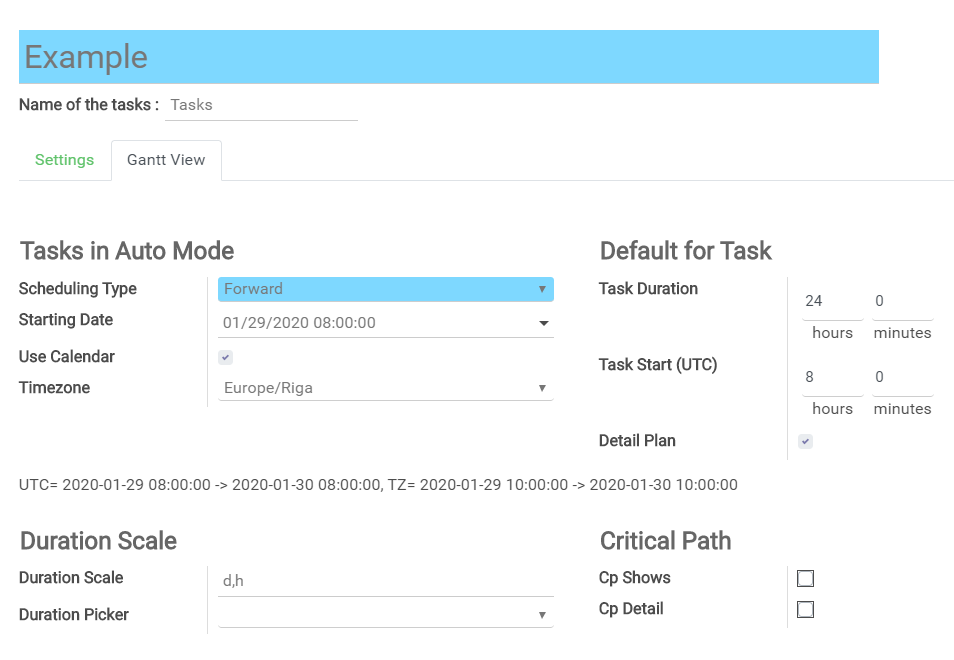 Example
Name of the tasks : Tasks
Settings Gantt View
Tasks in Auto Mode
Scheduling Type Forward
Starting Date 01/29/2020 08:00:00
Use Calendar
Timezone Europe/Riga
Default for Task
Task Duration 24 0
hours minutes
Task Start (UTC) 8 0
hours minutes
Detail Plan
UTC= 2020-01-29 08:00:00 -> 2020-01-30 08:00:00, TZ= 2020-01-29 10:00:00 -> 2020-01-30 10:00:00
Duration Scale
Duration Scale d,h
Duration Picker
Critical Path
Cp Shows
Cp Detail